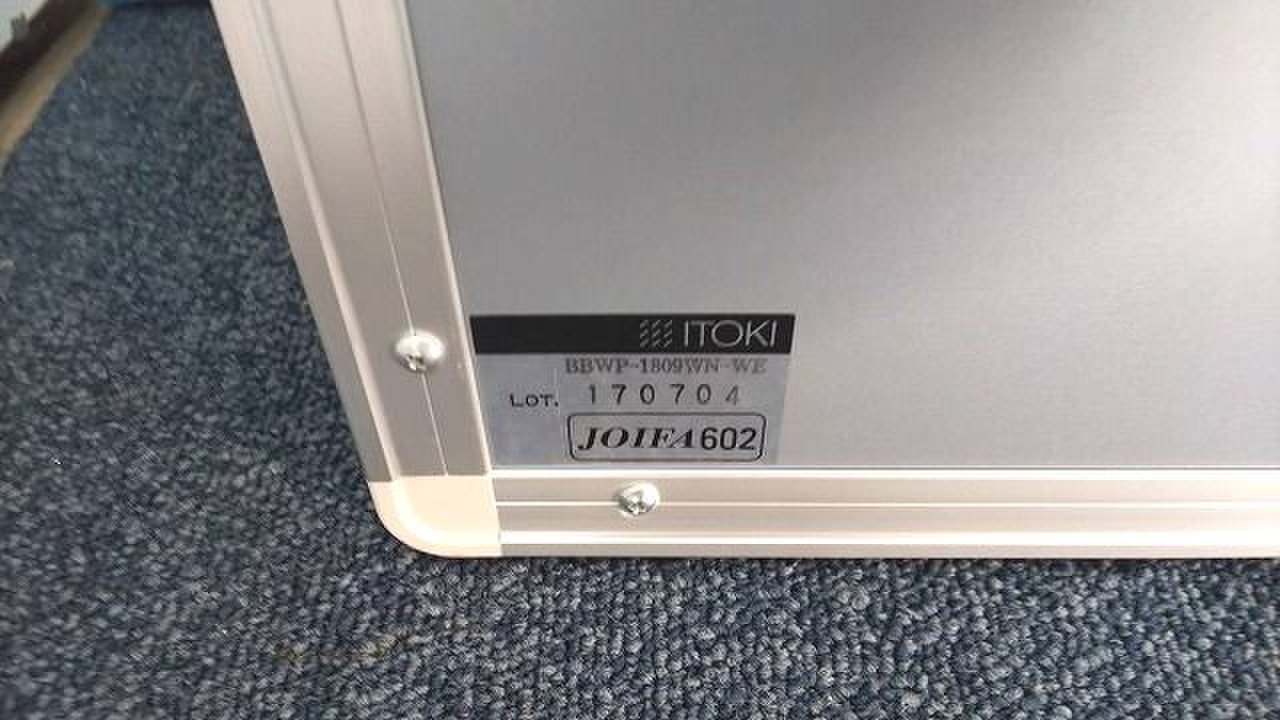 ITOKI
BBWP-1809WN-WE
LOT. 170704
JOIFA602